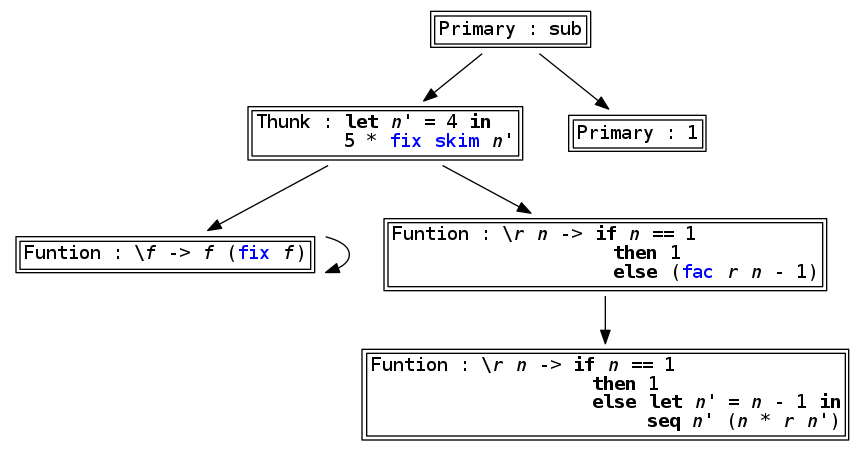 Primary : sub
Thunk : let n' = 4 in
5 * fix skim n'
Primary : 1
Funtion : \f -> f (fix f)
Funtion : \r n -> if n == 1
then 1
else (fac r n - 1)
Funtion : \r n -> if n == 1
then 1
else let n' = n - 1 in
seq n' (n * r n')